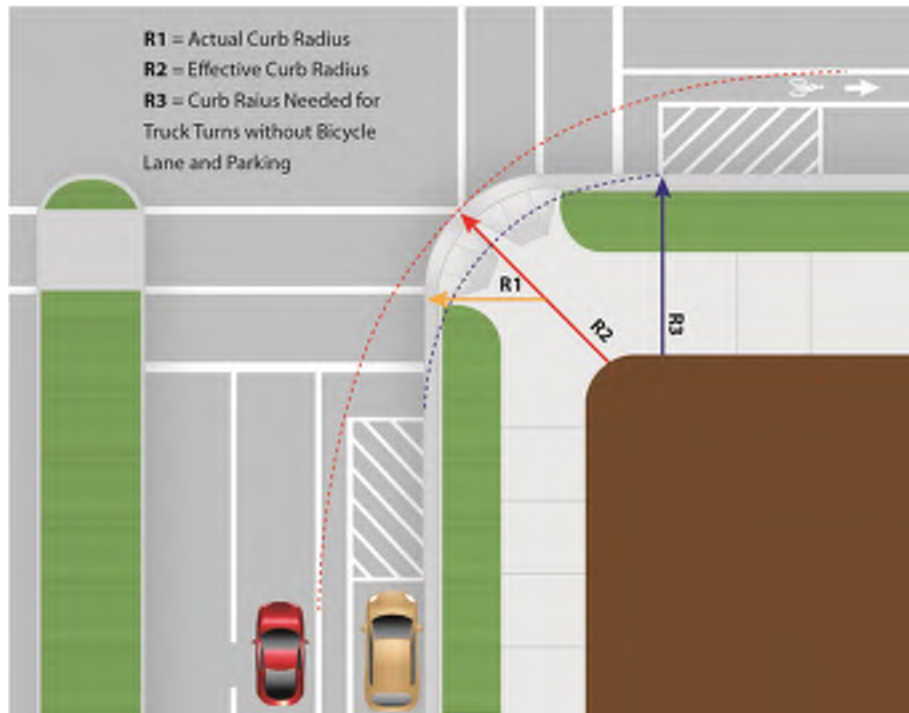 R1 = Actual Curb Radius
R2 = Effective Curb Radius
R3 = Curb Raius Needed for
Truck Turns without Bicycle
Lane and Parking
R1
R2
R3